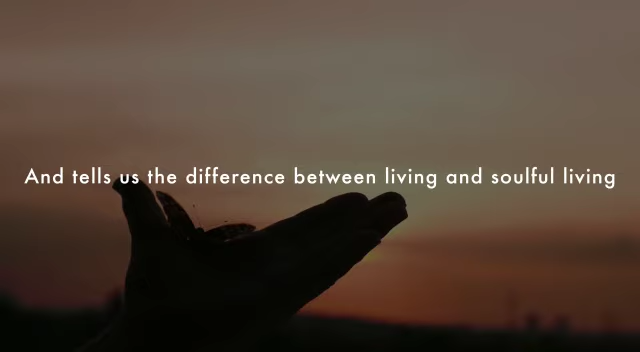 And tells us the difference between living and soulful living